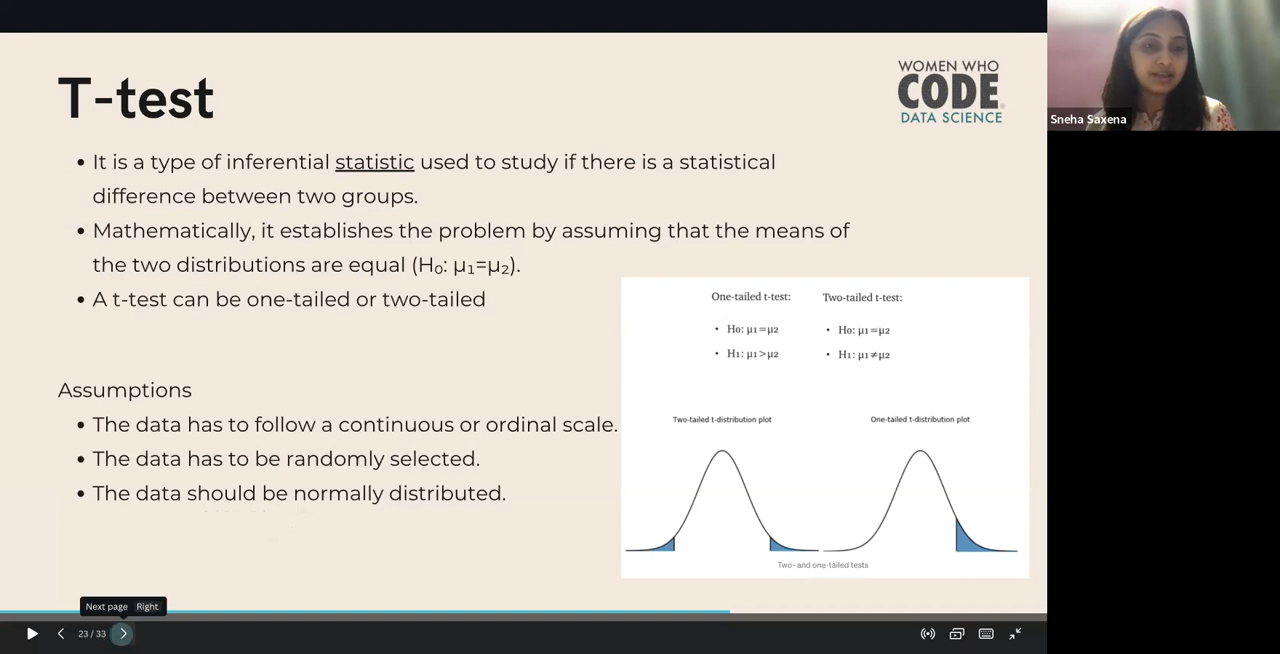 T-test
WOMEN WHO
CODE
DATA SCIENCE
Sneha Saxena
• It is a type of inferential statistic used to study if there is a statistical
difference between two groups.
• Mathematically, it establishes the problem by assuming that the means of
the two distributions are equal (H₀: µ₁=µ₂).
• A t-test can be one-tailed or two-tailed
Assumptions
• The data has to follow a continuous or ordinal scale.
• The data has to be randomly selected.
• The data should be normally distributed.
One-tailed t-test:
• H0: µ1=µ2
• H1: µ1>µ2
Two-tailed t-test:
• H0: µ1=µ2
• H1: µ1≠µ2
Two-tailed t-distribution plot
One-tailed t-distribution plot
Two- and one-tailed tests
Next page Right
23 / 33